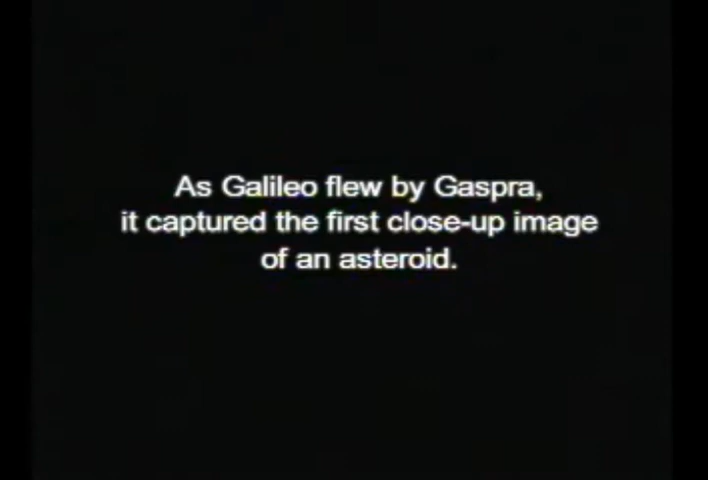 As Galileo flew by Gaspra,
it captured the first close-up image
of an asteroid.